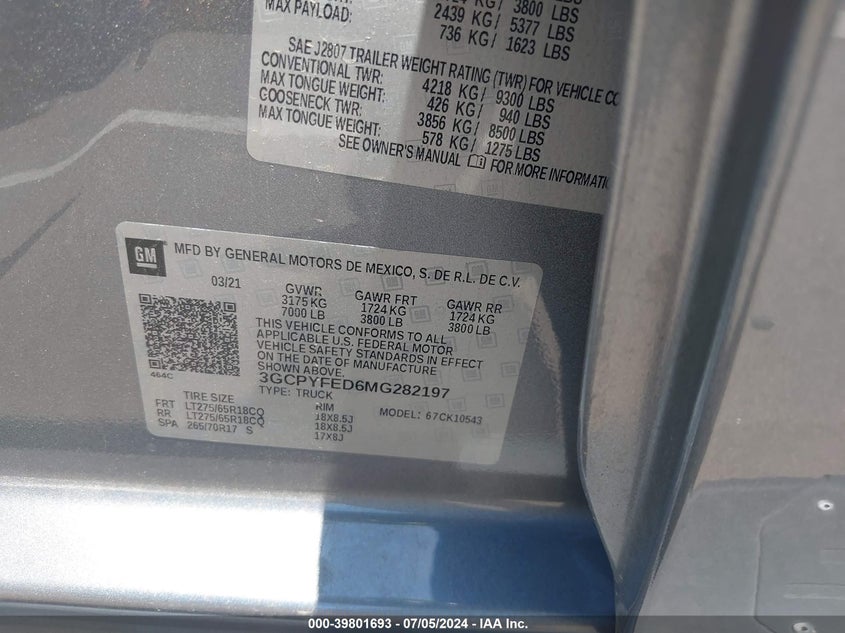 3800 LBS
MAX PAYLOAD: 2439 KG/ 5377 LBS
736 KG/ 1623 LBS
SAE J2807 TRAILER WEIGHT RATING (TWR) FOR VEHICLE CO
CONVENTIONAL TWR: 4218 KG/ 9300 LBS
MAX TONGUE WEIGHT: 426 KG/ 940 LBS
GOOSENECK TWR: 3856 KG/ 8500 LBS
MAX TONGUE WEIGHT: 578 KG/ 1275 LBS
SEE OWNER'S MANUAL FOR MORE INFORMATI
GM MFD BY GENERAL MOTORS DE MEXICO, S. DE R.L. DE C.V.
03/21 GVWR GAWR FRT GAWR RR
3175 KG 1724 KG 1724 KG
7000 LB 3800 LB 3800 LB
THIS VEHICLE CONFORMS TO ALL
APPLICABLE U.S. FEDERAL MOTOR
VEHICLE SAFETY STANDARDS IN EFFECT
ON THE DATE OF MANUFACTURE
SHOWN ABOVE.
464C 3GCPYFED6MG282197
TYPE: TRUCK
TIRE SIZE RIM MODEL: 67CK10543
FRT LT275/65R18CQ 18X8.5J
RR LT275/65R18CQ 18X8.5J
SPA 265/70R17 S 17X8J
000-39801693 - 07/05/2024 - IAA Inc.